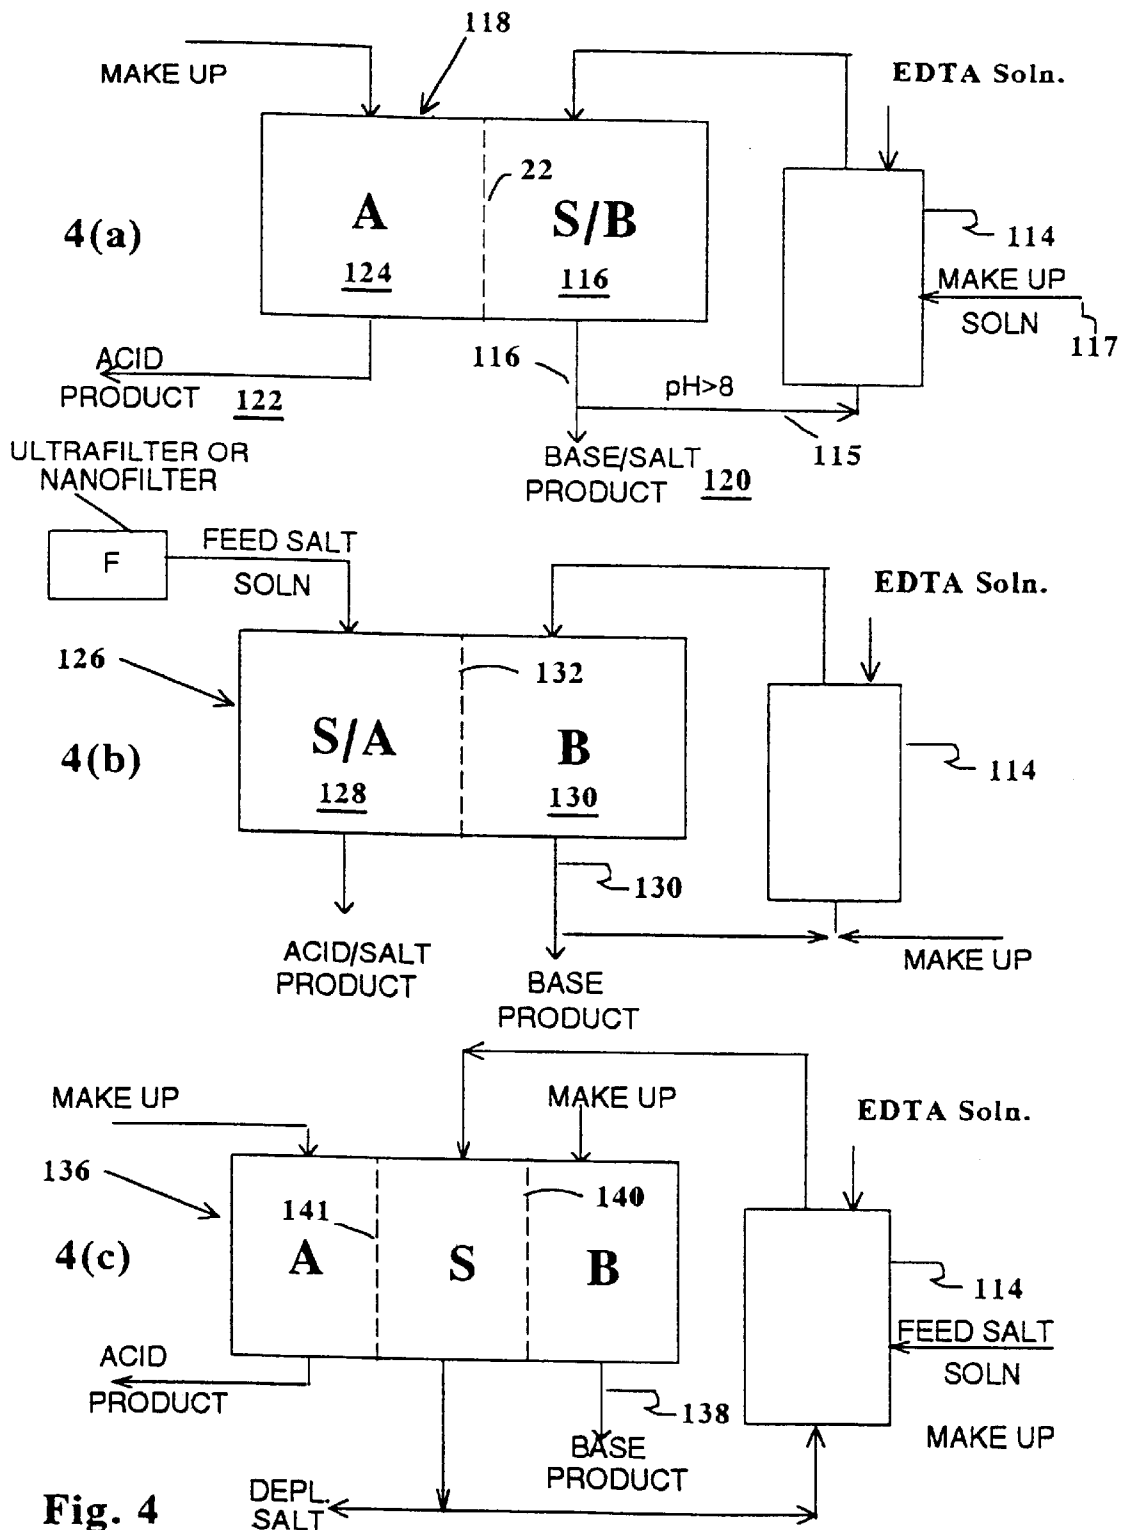 118
MAKE UP
EDTA Soln.
22
A
S/B
4(a)
114
124
116
MAKE UP
SOLN
117
ACID
PRODUCT 122
116
pH>8
115
BASE/SALT
PRODUCT 120
ULTRAFILTER OR
NANOFILTER
F
FEED SALT
SOLN
EDTA Soln.
126
132
S/A
B
4(b)
114
128
130
130
ACID/SALT
PRODUCT
BASE
PRODUCT
MAKE UP
MAKE UP
MAKE UP
EDTA Soln.
136
140
141
A
S
B
4(c)
114
FEED SALT
SOLN
ACID
PRODUCT
138
MAKE UP
BASE
PRODUCT
DEPL.
SALT
Fig. 4